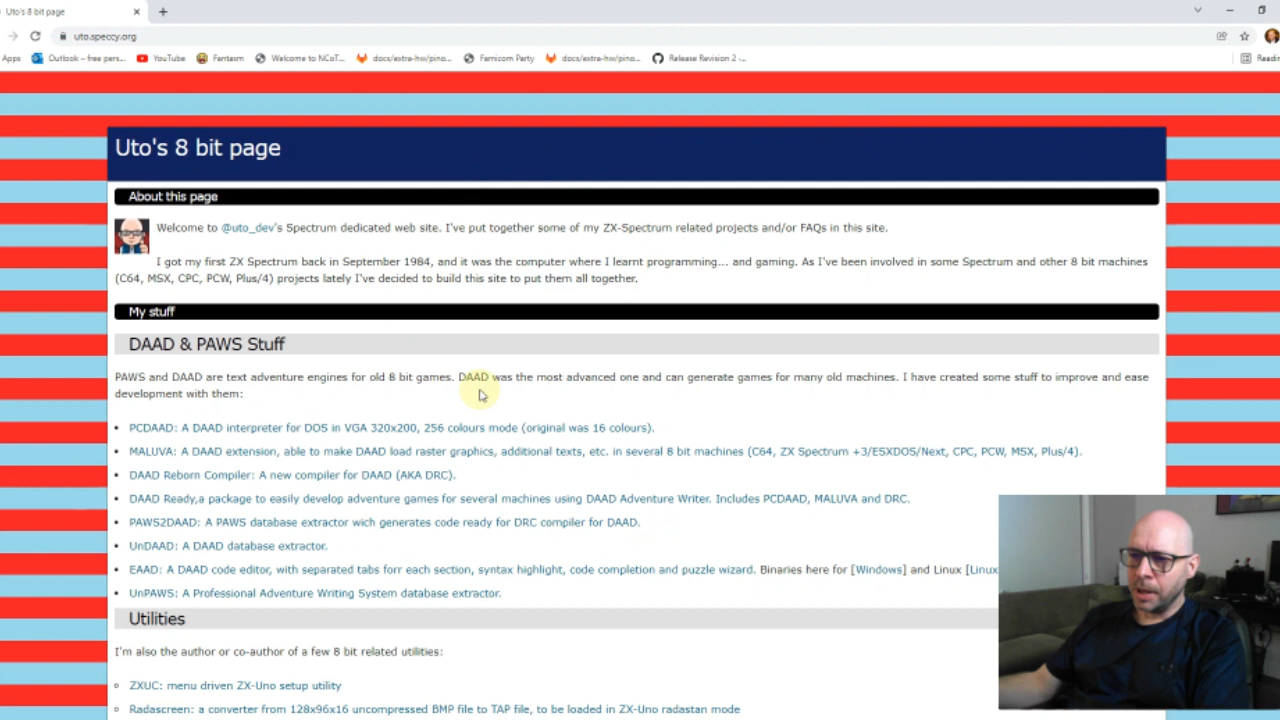 Uto's 8 bit page
uto.speccy.org
Apps Outlook – free pers... YouTube Fantasm Welcome to NCoT... docs/extra-hw/pino... Famicom Party docs/extra-hw/pino... Release Revision 2 -... Readin
Uto's 8 bit page
About this page
Welcome to @uto_dev's Spectrum dedicated web site. I've put together some of my ZX-Spectrum related projects and/or FAQs in this site.
I got my first ZX Spectrum back in September 1984, and it was the computer where I learnt programming... and gaming. As I've been involved in some Spectrum and other 8 bit machines
(C64, MSX, CPC, PCW, Plus/4) projects lately I've decided to build this site to put them all together.
My stuff
DAAD & PAWS Stuff
PAWS and DAAD are text adventure engines for old 8 bit games. DAAD was the most advanced one and can generate games for many old machines. I have created some stuff to improve and ease
development with them:
• PCDAAD: A DAAD interpreter for DOS in VGA 320x200, 256 colours mode (original was 16 colours).
• MALUVA: A DAAD extension, able to make DAAD load raster graphics, additional texts, etc. in several 8 bit machines (C64, ZX Spectrum +3/ESXDOS/Next, CPC, PCW, MSX, Plus/4).
• DAAD Reborn Compiler: A new compiler for DAAD (AKA DRC).
• DAAD Ready,a package to easily develop adventure games for several machines using DAAD Adventure Writer. Includes PCDAAD, MALUVA and DRC.
• PAWS2DAAD: A PAWS database extractor wich generates code ready for DRC compiler for DAAD.
• UnDAAD: A DAAD database extractor.
• EAAD: A DAAD code editor, with separated tabs forr each section, syntax highlight, code completion and puzzle wizard. Binaries here for [Windows] and Linux [Linux
• UnPAWS: A Professional Adventure Writing System database extractor.
Utilities
I'm also the author or co-author of a few 8 bit related utilities:
ZXUC: menu driven ZX-Uno setup utility
Radascreen: a converter from 128x96x16 uncompressed BMP file to TAP file, to be loaded in ZX-Uno radastan mode